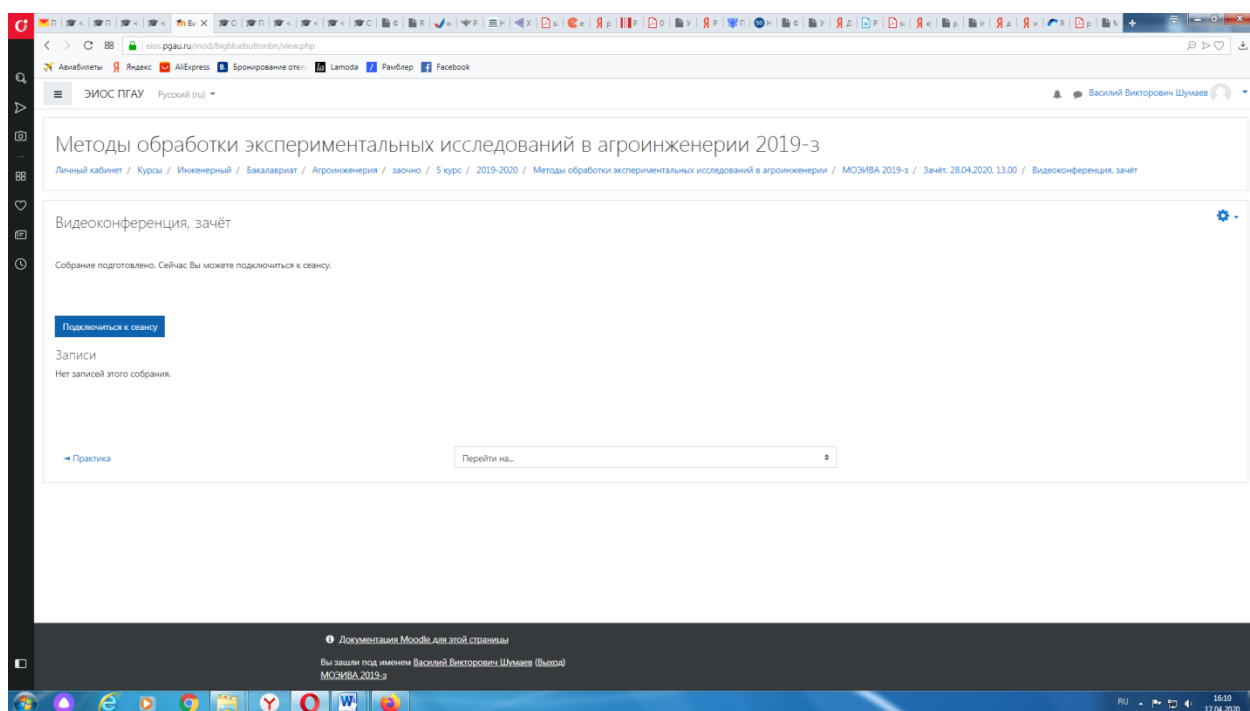 eios.pgau.ru/mod/bigbluebuttonbn/view.php
Авиабилеты Яндекс AliExpress Бронирование отел Lamoda Рамблер Facebook
ЭИОС ПГАУ Русский (ru) Василий Викторович Шумаев
Методы обработки экспериментальных исследований в агроинженерии 2019-з
Личный кабинет / Курсы / Инженерный / Бакалавриат / Агроинженерия / заочно / 5 курс / 2019-2020 / Методы обработки экспериментальных исследований в агроинженерии / МОЭИВА 2019-з / Зачёт, 28.04.2020, 13.00 / Видеоконференция, зачёт
Видеоконференция, зачёт
Собрание подготовлено. Сейчас Вы можете подключиться к сеансу.
Подключиться к сеансу
Записи
Нет записей этого собрания.
Практика Перейти на...
Документация Moodle для этой страницы
Вы зашли под именем Василий Викторович Шумаев (Выход)
МОЭИВА 2019-з
RU 16:10
17.04.2020